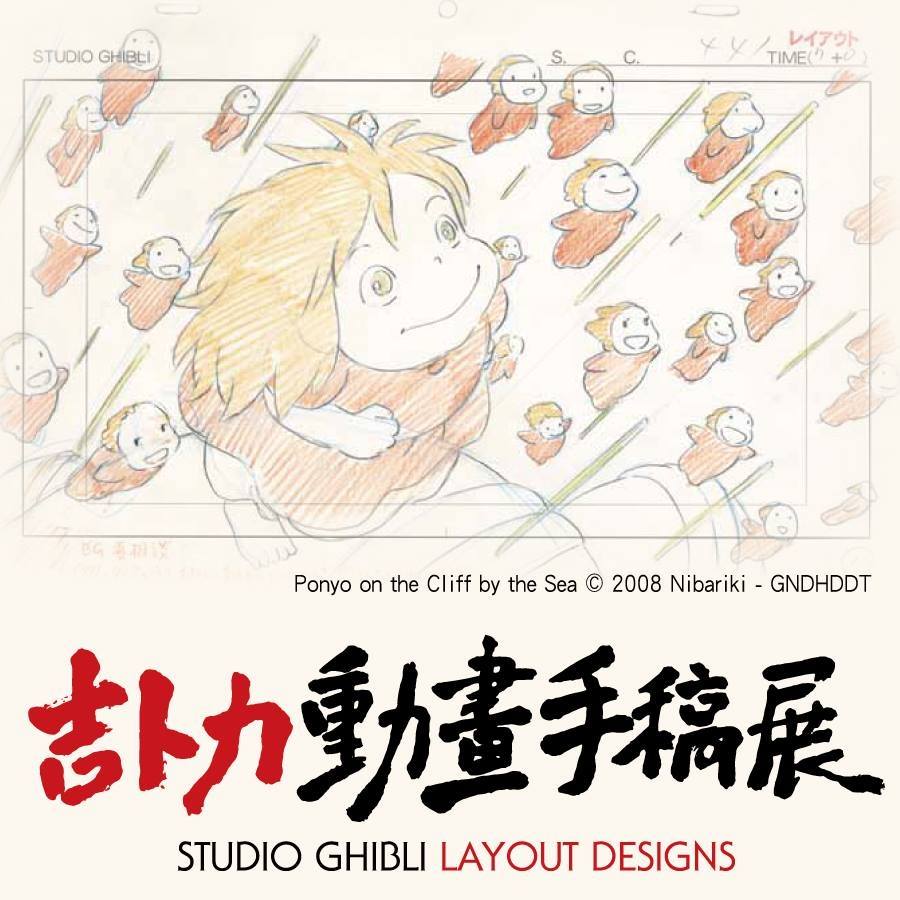 レイアウト
STUDIO GHIBLI S. C. TIME( +0 )
Ponyo on the Cliff by the Sea © 2008 Nibariki - GNDHDDT
吉卜力動畫手稿展
STUDIO GHIBLI LAYOUT DESIGNS